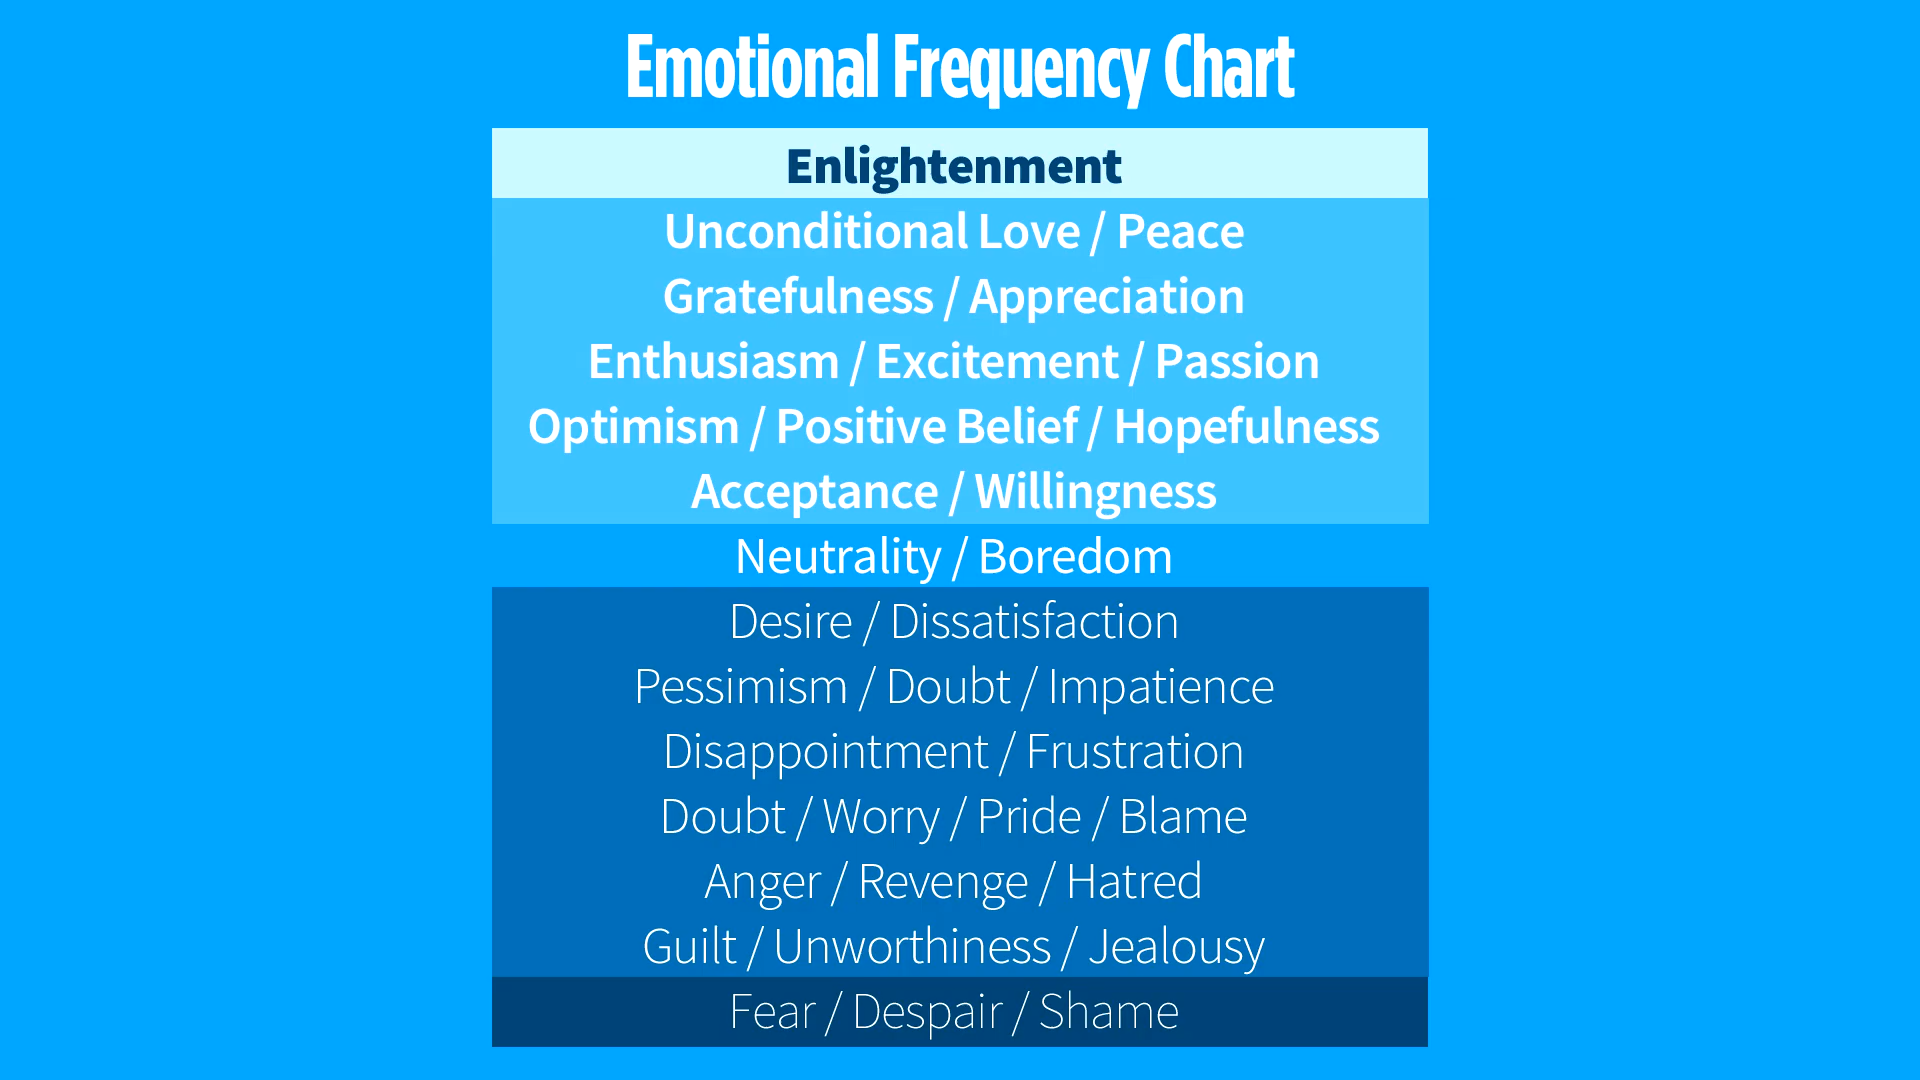 Emotional Frequency Chart
Enlightenment
Unconditional Love / Peace
Gratefulness / Appreciation
Enthusiasm / Excitement / Passion
Optimism / Positive Belief / Hopefulness
Acceptance / Willingness
Neutrality / Boredom
Desire / Dissatisfaction
Pessimism / Doubt / Impatience
Disappointment / Frustration
Doubt / Worry / Pride / Blame
Anger / Revenge / Hatred
Guilt / Unworthiness / Jealousy
Fear / Despair / Shame